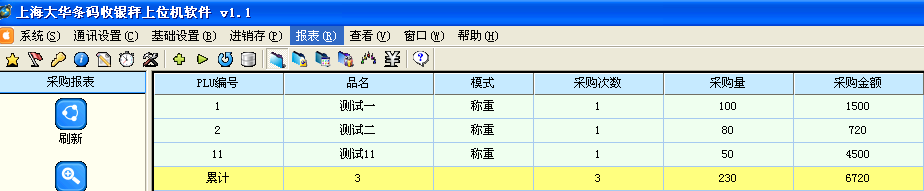 上海大华条码收银秤上位机软件 v1.1
系统(S) 通讯设置(C) 基础设置(B) 进销存(P) 报表(R) 查看(V) 窗口(W) 帮助(H)
采购报表 PLU编号 品名 模式 采购次数 采购量 采购金额
1 测试一 称重 1 100 1500
刷新
2 测试二 称重 1 80 720
11 测试11 称重 1 50 4500
累计 3 3 230 6720